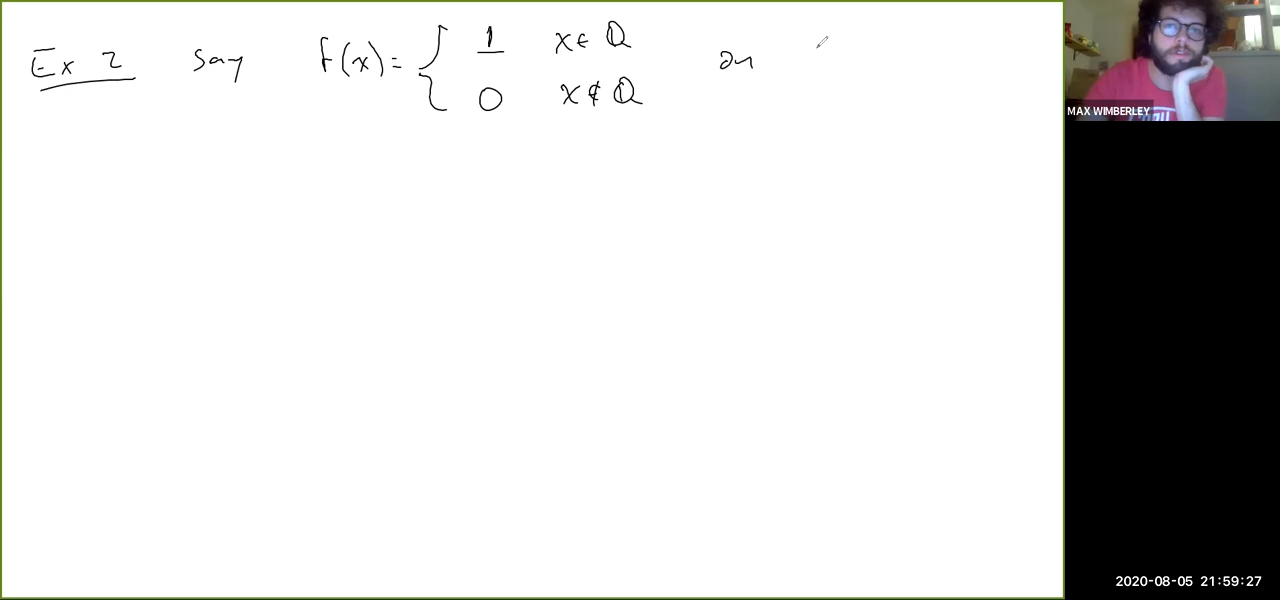 Ex 2 Say f(x) = { 1 x ∈ ℚ on
0 x ∉ ℚ
MAX WIMBERLEY
2020-08-05 21:59:27